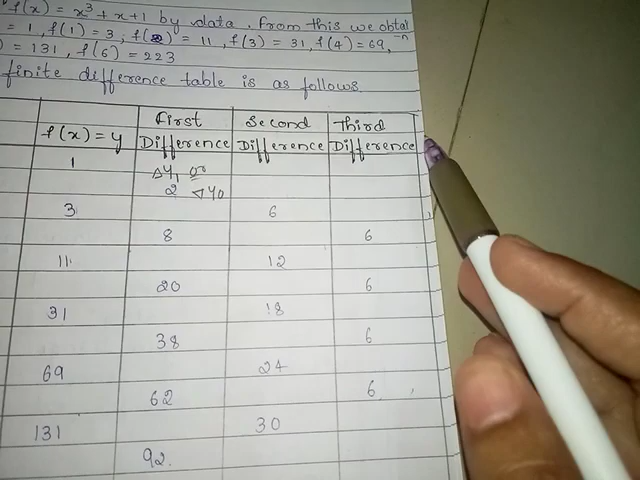 f(x) = x³ + x + 1 by data. From this we obtai
= 1, f(1) = 3, f(2) = 11, f(3) = 31, f(4) = 69,
) = 131, f(6) = 223
finite difference table is as follows.
f(x) = y First Difference Second Difference Third Difference
1 Δy₁ or
2 ∇y₀
3 6
8 6
11 12
20 6
31 18
38 6
69 24
62 6
131 30
92.